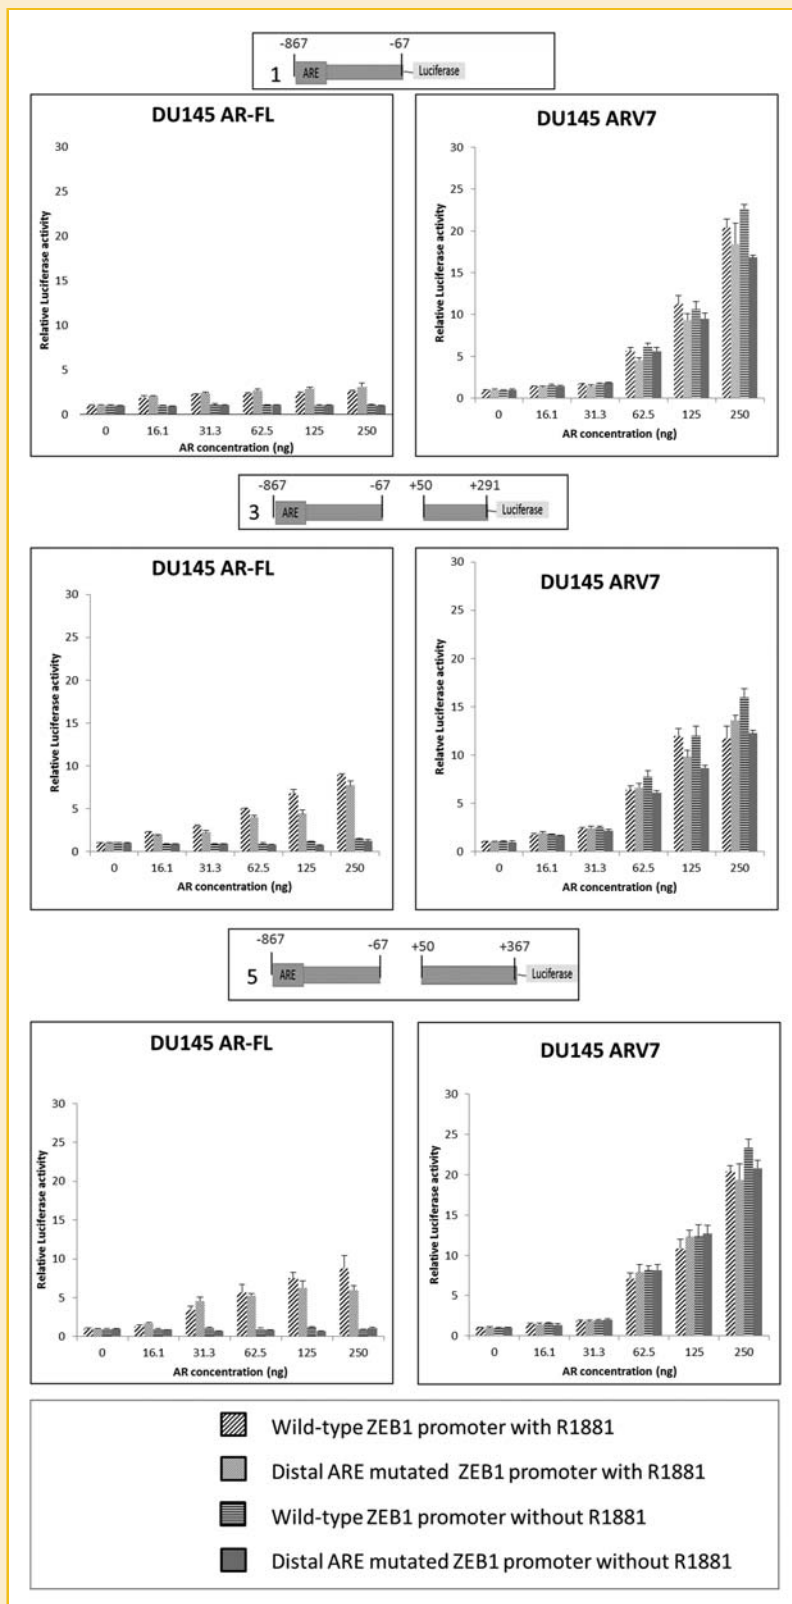 -867 -67
1 ARE Luciferase
DU145 AR-FL
30
25
20
15
10
5
0
Relative Luciferase activity
0 16.1 31.3 62.5 125 250
AR concentration (ng)
DU145 ARV7
30
25
20
15
10
5
0
Relative Luciferase activity
0 16.1 31.3 62.5 125 250
AR concentration (ng)
-867 -67 +50 +291
3 ARE Luciferase
DU145 AR-FL
30
25
20
15
10
5
0
Relative Luciferase activity
0 16.1 31.3 62.5 125 250
AR concentration (ng)
DU145 ARV7
30
25
20
15
10
5
0
Relative Luciferase activity
0 16.1 31.3 62.5 125 250
AR concentration (ng)
-867 -67 +50 +367
5 ARE Luciferase
DU145 AR-FL
30
25
20
15
10
5
0
Relative Luciferase activity
0 16.1 31.3 62.5 125 250
AR concentration (ng)
DU145 ARV7
30
25
20
15
10
5
0
Relative Luciferase activity
0 16.1 31.3 62.5 125 250
AR concentration (ng)
Wild-type ZEB1 promoter with R1881
Distal ARE mutated ZEB1 promoter with R1881
Wild-type ZEB1 promoter without R1881
Distal ARE mutated ZEB1 promoter without R1881